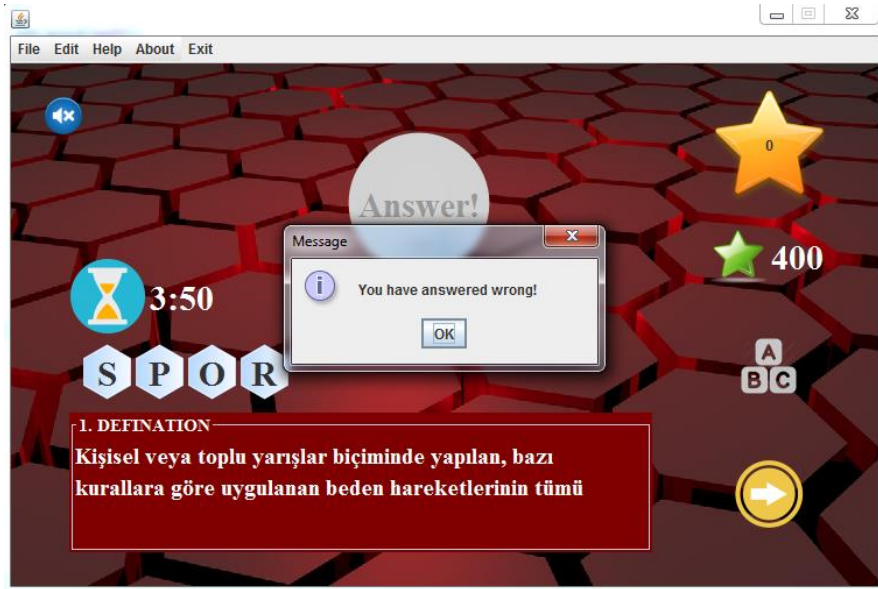 File Edit Help About Exit
0
Answer!
Message
You have answered wrong!
OK
400
3:50
A
B C
S P O R
1. DEFINATION
Kişisel veya toplu yarışlar biçiminde yapılan, bazı
kurallara göre uygulanan beden hareketlerinin tümü